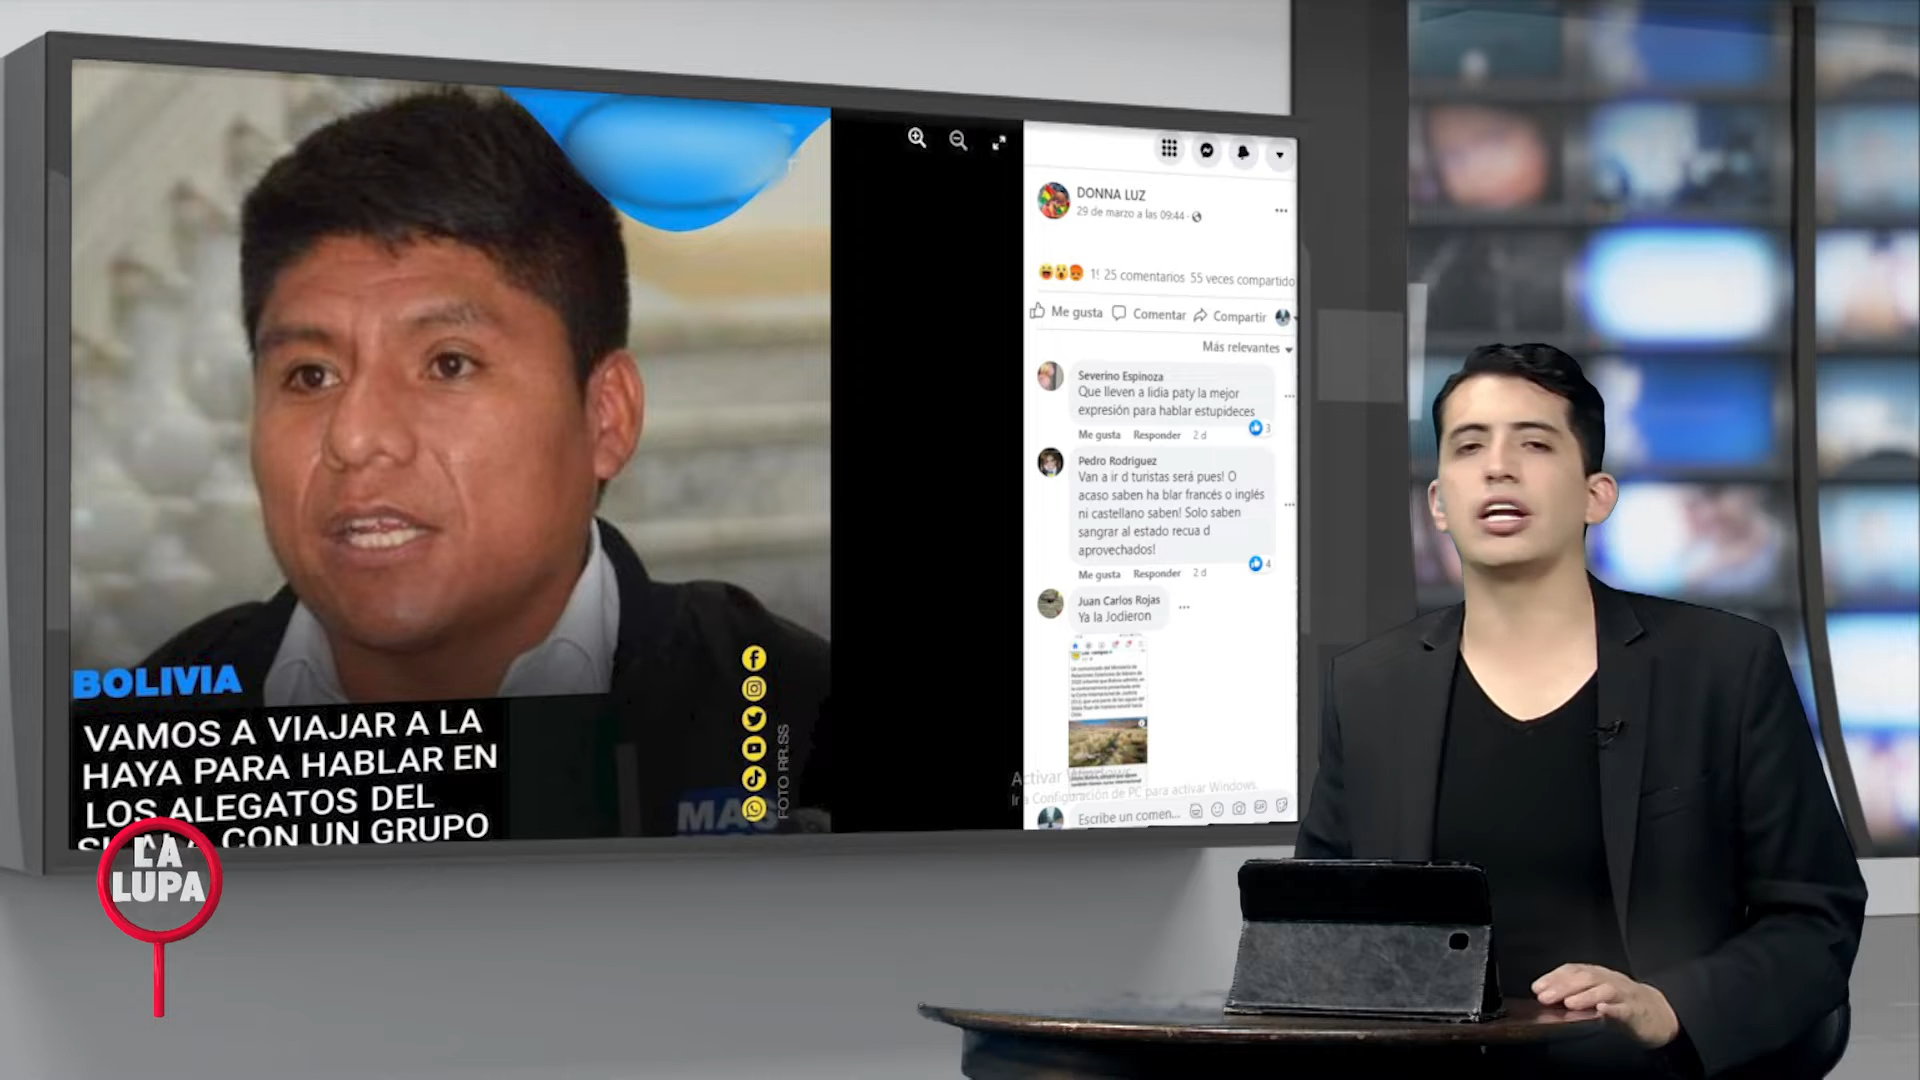 BOLIVIA
VAMOS A VIAJAR A LA
HAYA PARA HABLAR EN
LOS ALEGATOS DEL
CON UN GRUPO
FOTO RR.SS
MAS
LA
LUPA
DONNA LUZ
29 de marzo a las 09:44 ·
25 comentarios 55 veces compartido
Me gusta Comentar Compartir
Más relevantes
Severino Espinoza
Que lleven a lidia paty la mejor
expresión para hablar estupideces
Me gusta Responder 2 d 3
Pedro Rodriguez
Van a ir d turistas será pues! O
acaso saben ha blar francés o inglés
ni castellano saben! Solo saben
sangrar al estado recua d
aprovechados!
Me gusta Responder 2 d 4
Juan Carlos Rojas
Ya la Jodieron
Activar Windows
Ir a Configuración de PC para activar Windows.
Escribe un comen...